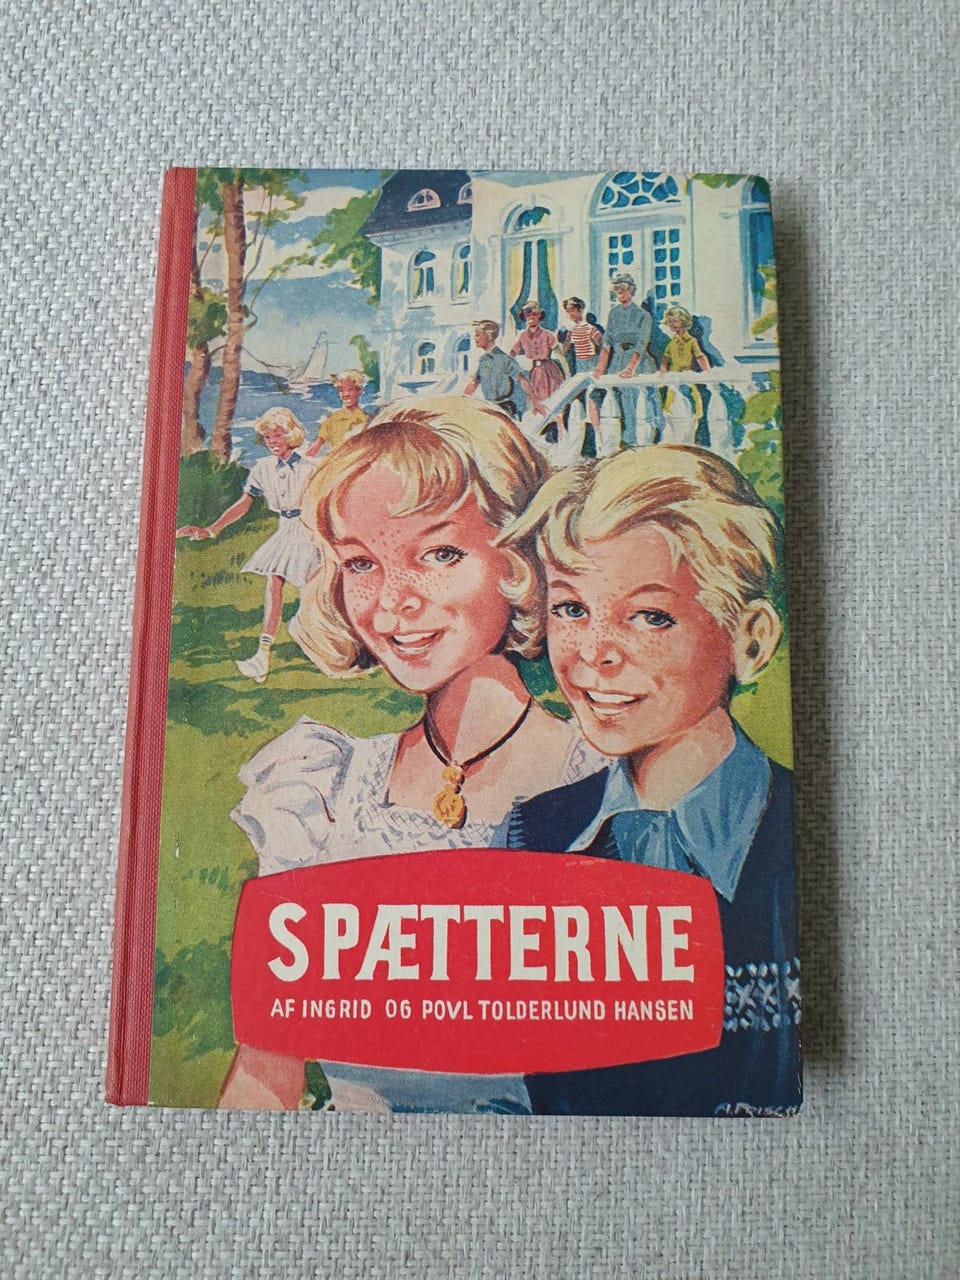 SPÆTTERNE
AF INGRID OG POVL TOLDERLUND HANSEN